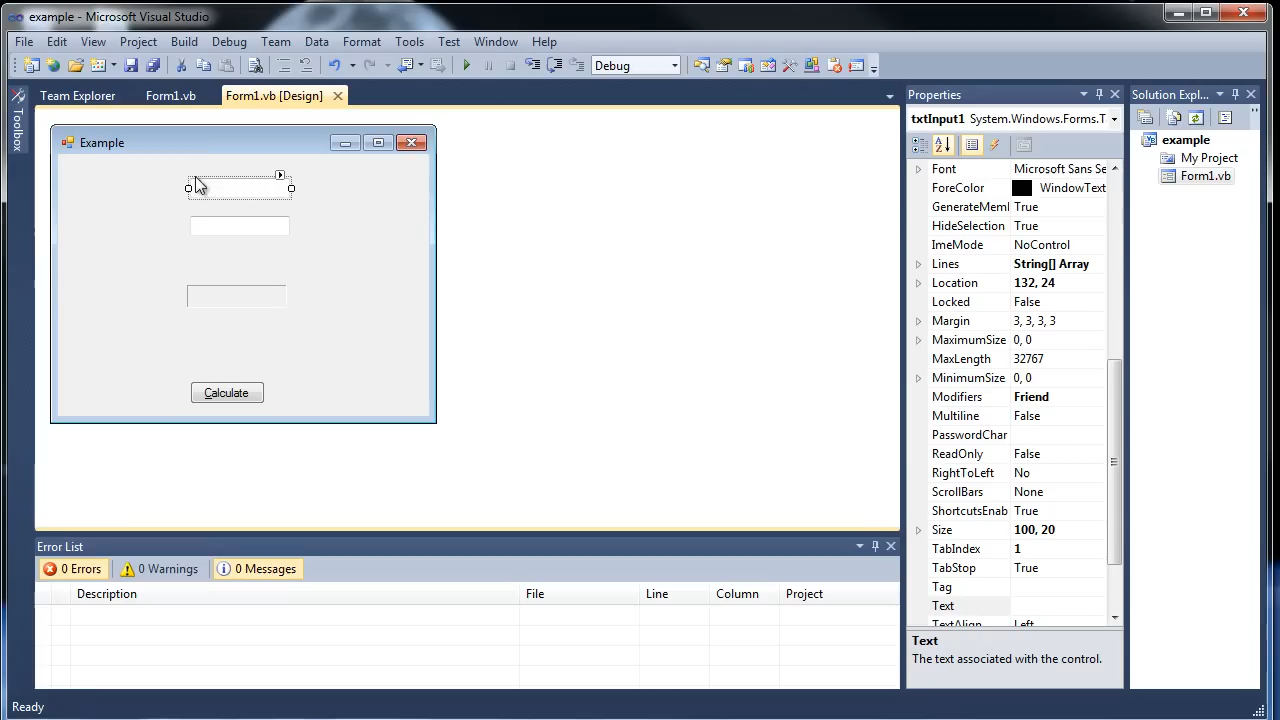 example - Microsoft Visual Studio
File Edit View Project Build Debug Team Data Format Tools Test Window Help
Debug
Toolbox
Team Explorer Form1.vb Form1.vb [Design]
Example
Calculate
Error List
0 Errors 0 Warnings 0 Messages
Description File Line Column Project
Properties
txtInput1 System.Windows.Forms.T
Font Microsoft Sans Se
ForeColor WindowText
GenerateMeml True
HideSelection True
ImeMode NoControl
Lines String[] Array
Location 132, 24
Locked False
Margin 3, 3, 3, 3
MaximumSize 0, 0
MaxLength 32767
MinimumSize 0, 0
Modifiers Friend
Multiline False
PasswordChar
ReadOnly False
RightToLeft No
ScrollBars None
ShortcutsEnab True
Size 100, 20
TabIndex 1
TabStop True
Tag
Text
TextAlign Left
Text
The text associated with the control.
Solution Expl...
example
My Project
Form1.vb
Ready